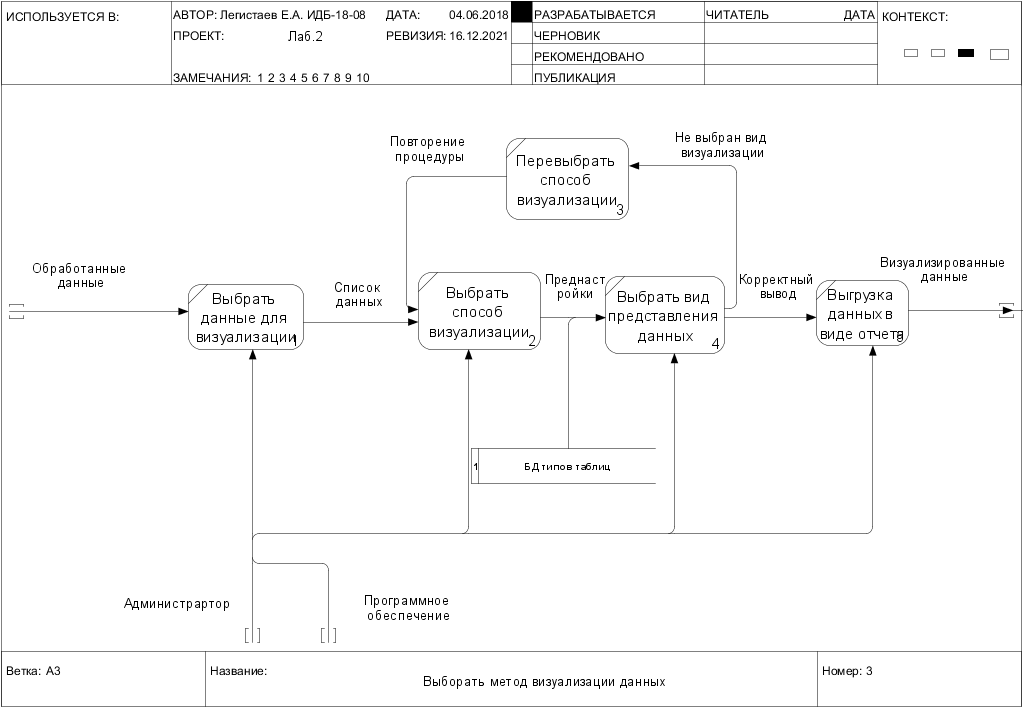 ИСПОЛЬЗУЕТСЯ В:
АВТОР: Легистаев Е.А. ИДБ-18-08
ДАТА: 04.06.2018
ПРОЕКТ: Лаб.2
РЕВИЗИЯ: 16.12.2021
ЗАМЕЧАНИЯ: 1 2 3 4 5 6 7 8 9 10
РАЗРАБАТЫВАЕТСЯ
ЧЕРНОВИК
РЕКОМЕНДОВАНО
ПУБЛИКАЦИЯ
ЧИТАТЕЛЬ
ДАТА
КОНТЕКСТ:
Повторение
процедуры
Перевыбрать
способ
визуализации
3
Не выбран вид
визуализации
Обработанные
данные
Выбрать
данные для
визуализации
1
Список
данных
Выбрать
способ
визуализации
2
Преднаст
ройки
Выбрать вид
представления
данных
4
Корректный
вывод
Выгрузка
данных в
виде отчета
Визуализированные
данные
1
БД типов таблиц
Администрартор
Программное
обеспечение
Ветка: A3
Название:
Выборать метод визуализации данных
Номер: 3